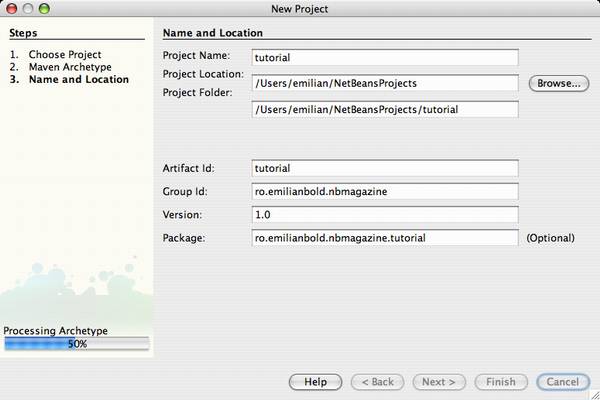 New Project
Steps
1. Choose Project
2. Maven Archetype
3. Name and Location
Name and Location
Project Name: tutorial
Project Location: /Users/emilian/NetBeansProjects Browse...
Project Folder: /Users/emilian/NetBeansProjects/tutorial
Artifact Id: tutorial
Group Id: ro.emilianbold.nbmagazine
Version: 1.0
Package: ro.emilianbold.nbmagazine.tutorial (Optional)
Processing Archetype
50%
Help < Back Next > Finish Cancel